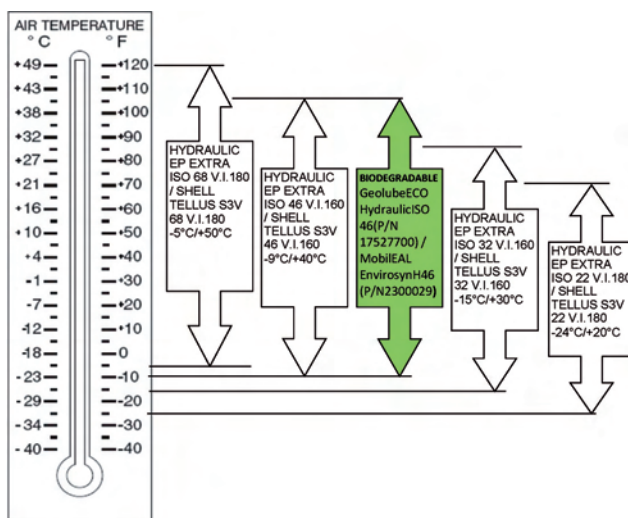 AIR TEMPERATURE
° C ° F
+49 +120
+43 +110
+38 +100
+32 +90
+27 +80
+21 +70
+16 +60
+10 +50
+4 +40
-1 +30
-7 +20
-12 +10
-18 0
-23 -10
-29 -20
-34 -30
-40 -40
HYDRAULIC
EP EXTRA
ISO 68 V.I.180
/ SHELL
TELLUS S3V
68 V.I.180
-5°C/+50°C
HYDRAULIC
EP EXTRA
ISO 46 V.I.160
/ SHELL
TELLUS S3V
46 V.I.160
-9°C/+40°C
BIODEGRADABLE
GeolubeECO
HydraulicISO
46(P/N
17527700) /
MobilEAL
EnvirosynH46
(P/N2300029)
HYDRAULIC
EP EXTRA
ISO 32 V.I.160
/ SHELL
TELLUS S3V
32 V.I.160
-15°C/+30°C
HYDRAULIC
EP EXTRA
ISO 22 V.I.180
/ SHELL
TELLUS S3V
22 V.I.180
-24°C/+20°C